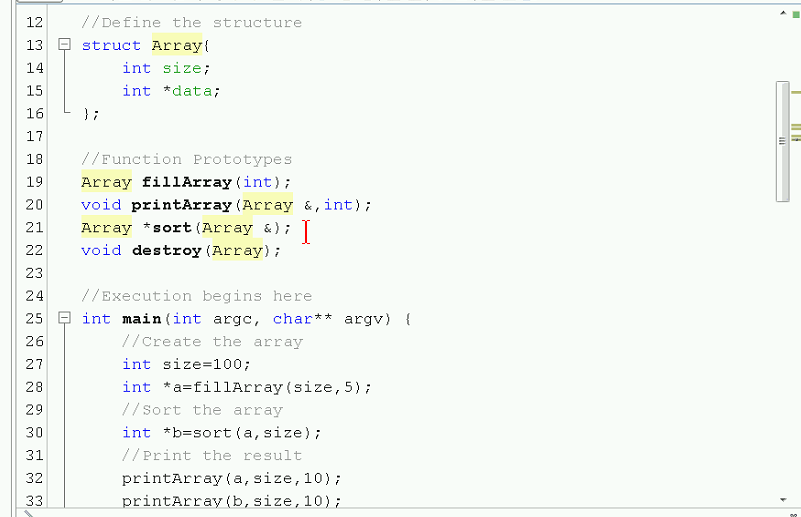 12 //Define the structure
13 struct Array{
14 int size;
15 int *data;
16 };
17
18 //Function Prototypes
19 Array fillArray(int);
20 void printArray(Array &,int);
21 Array *sort(Array &);
22 void destroy(Array);
23
24 //Execution begins here
25 int main(int argc, char** argv) {
26 //Create the array
27 int size=100;
28 int *a=fillArray(size,5);
29 //Sort the array
30 int *b=sort(a,size);
31 //Print the result
32 printArray(a,size,10);
33 printArray(b,size,10);